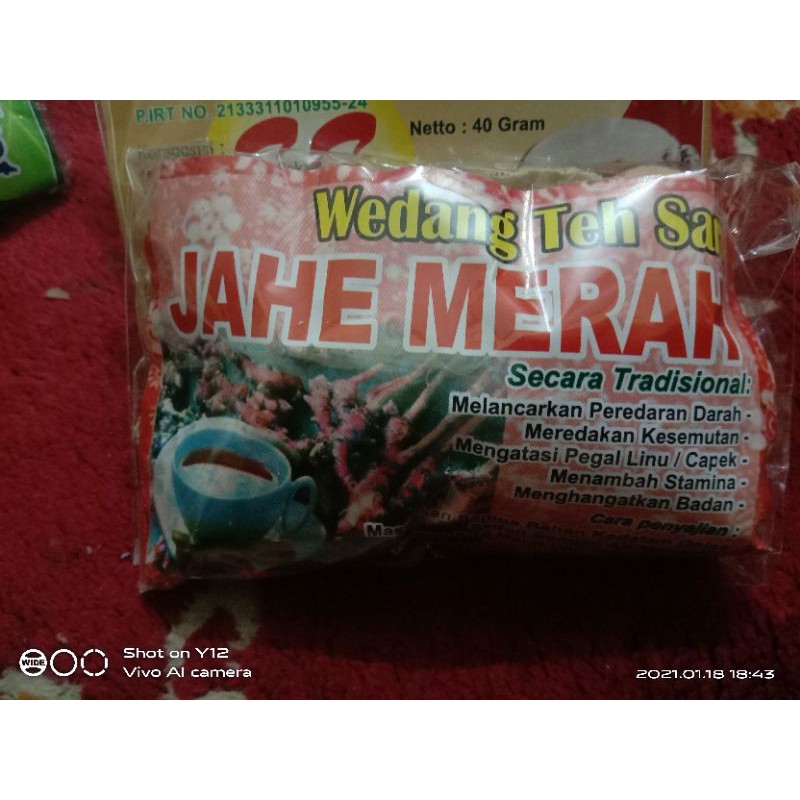 P.IRT NO. 2133311010955-24
Netto : 40 Gram
Wedang Teh Sar
JAHE MERAH
Secara Tradisional:
Melancarkan Peredaran Darah -
Meredakan Kesemutan -
Mengatasi Pegal Linu / Capek -
Menambah Stamina -
Menghangatkan Badan -
Cara penyajian :
WIDE
Shot on Y12
Vivo AI camera
2021.01.18 18:43